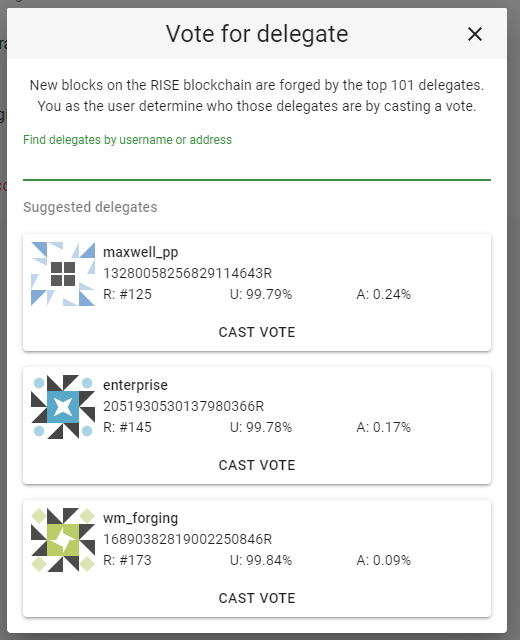 Vote for delegate
New blocks on the RISE blockchain are forged by the top 101 delegates.
You as the user determine who those delegates are by casting a vote.
Find delegates by username or address
Suggested delegates
maxwell_pp
13280058256829114643R
R: #125 U: 99.79% A: 0.24%
CAST VOTE
enterprise
2051930530137980366R
R: #145 U: 99.78% A: 0.17%
CAST VOTE
wm_forging
16890382819002250846R
R: #173 U: 99.84% A: 0.09%
CAST VOTE